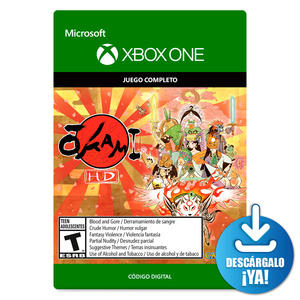 Microsoft
XBOX ONE
JUEGO COMPLETO
ŌKAMI
HD
TEEN
ADOLESCENTES
T
ESRB
Blood and Gore / Derramamiento de sangre
Crude Humor / Humor vulgar
Fantasy Violence / Violencia fantasía
Partial Nudity / Desnudez parcial
Suggestive Themes / Temas insinuantes
Use of Alcohol and Tobacco / Uso de alcohol y de tabaco
CÓDIGO DIGITAL
DESCÁRGALO
¡YA!